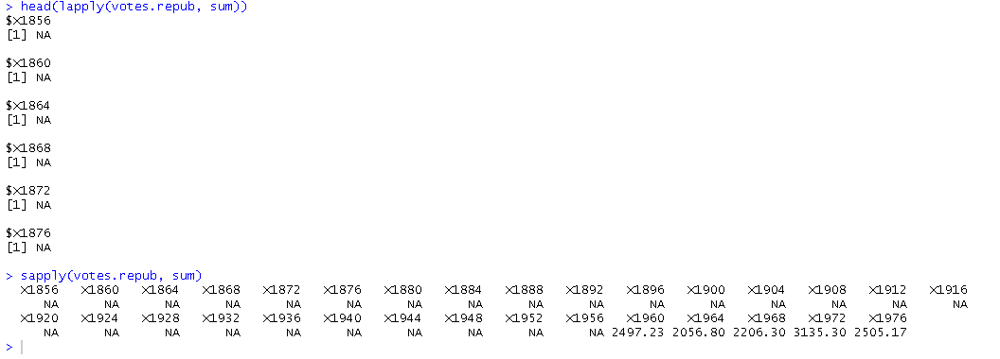 > head(lapply(votes.repub, sum))
$X1856
[1] NA
$X1860
[1] NA
$X1864
[1] NA
$X1868
[1] NA
$X1872
[1] NA
$X1876
[1] NA
> sapply(votes.repub, sum)
X1856 X1860 X1864 X1868 X1872 X1876 X1880 X1884 X1888 X1892 X1896 X1900 X1904 X1908 X1912 X1916
NA NA NA NA NA NA NA NA NA NA NA NA NA NA NA NA
X1920 X1924 X1928 X1932 X1936 X1940 X1944 X1948 X1952 X1956 X1960 X1964 X1968 X1972 X1976
NA NA NA NA NA NA NA NA NA NA 2497.23 2056.80 2206.30 3135.30 2505.17
>